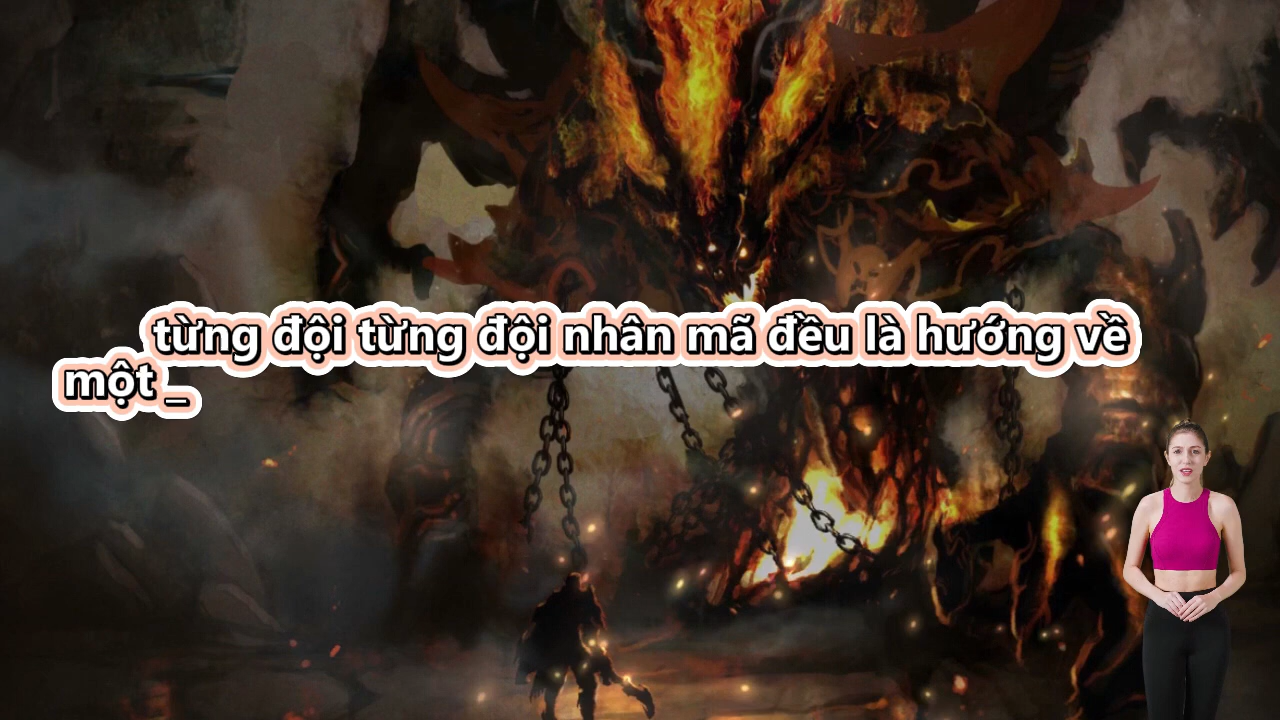 từng đội từng đội nhân mã đều là hướng về
một _